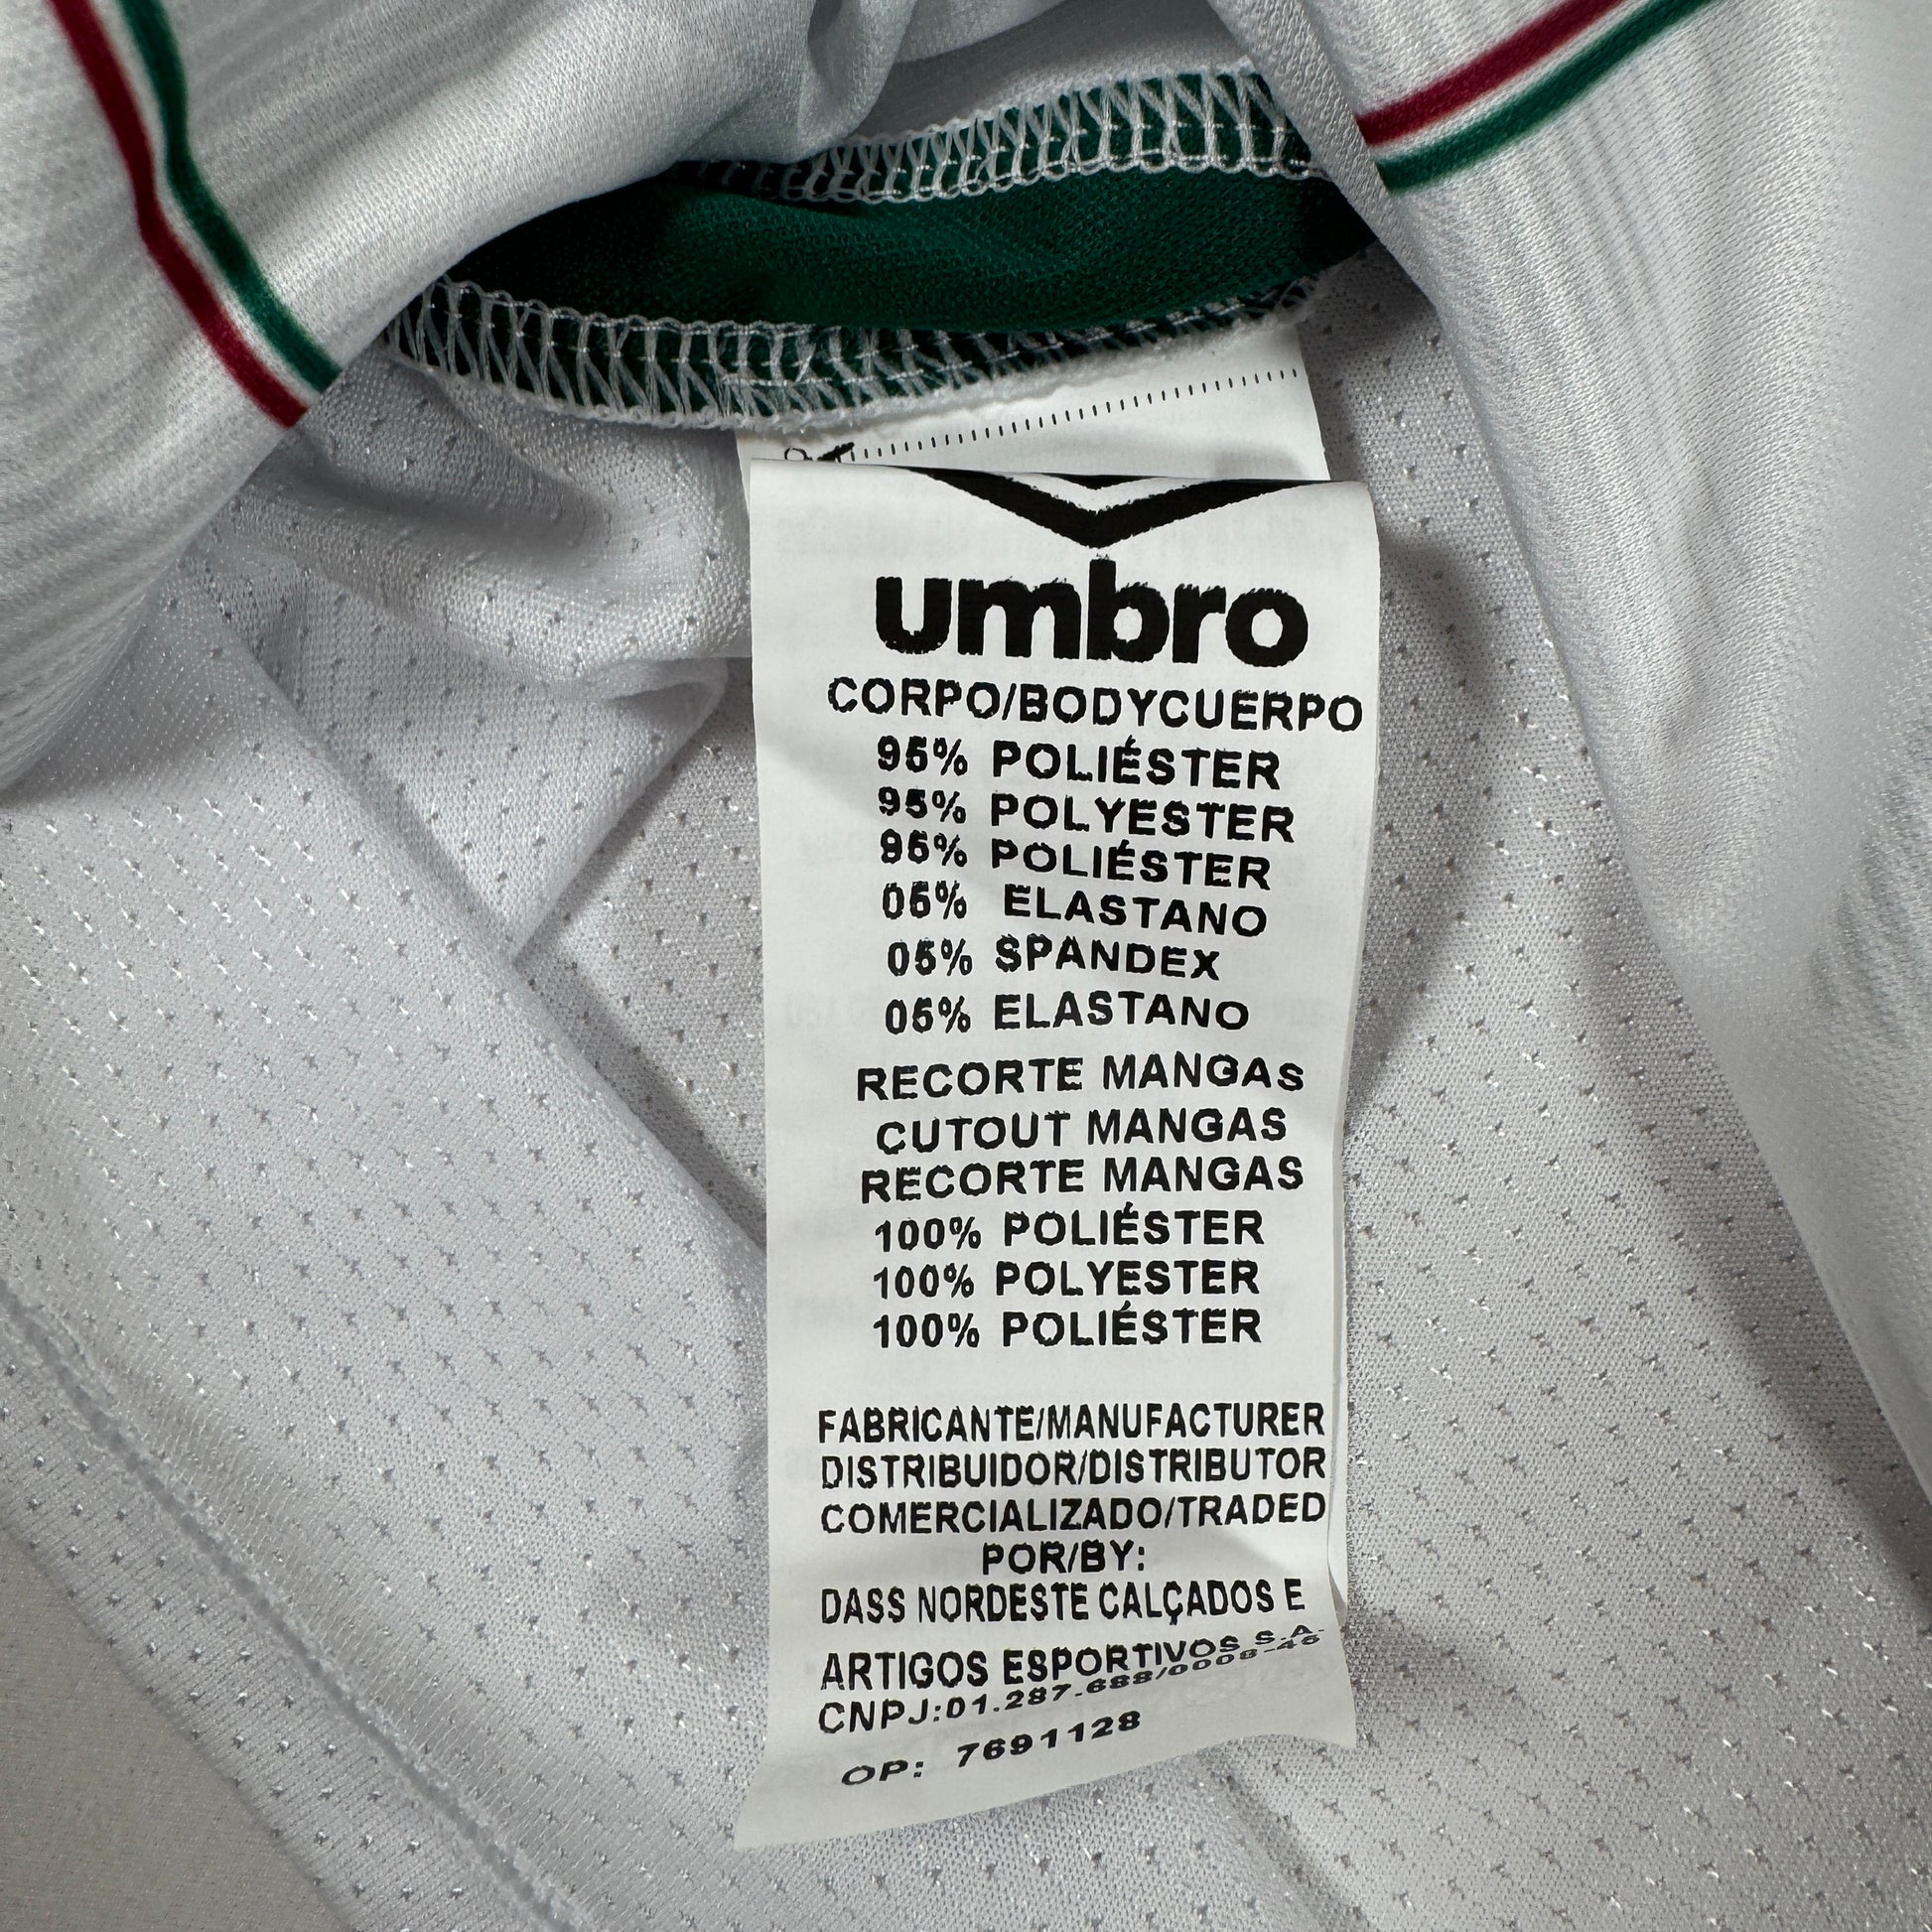 umbro
CORPO/BODYCUERPO
95% POLIÉSTER
95% POLYESTER
95% POLIÉSTER
05% ELASTANO
05% SPANDEX
05% ELASTANO
RECORTE MANGAS
CUTOUT MANGAS
RECORTE MANGAS
100% POLIÉSTER
100% POLYESTER
100% POLIÉSTER
FABRICANTE/MANUFACTURER
DISTRIBUIDOR/DISTRIBUTOR
COMERCIALIZADO/TRADED
POR/BY:
DASS NORDESTE CALÇADOS E
ARTIGOS ESPORTIVOS S.A.
CNPJ:01.287.688/0008-46
OP: 7691128